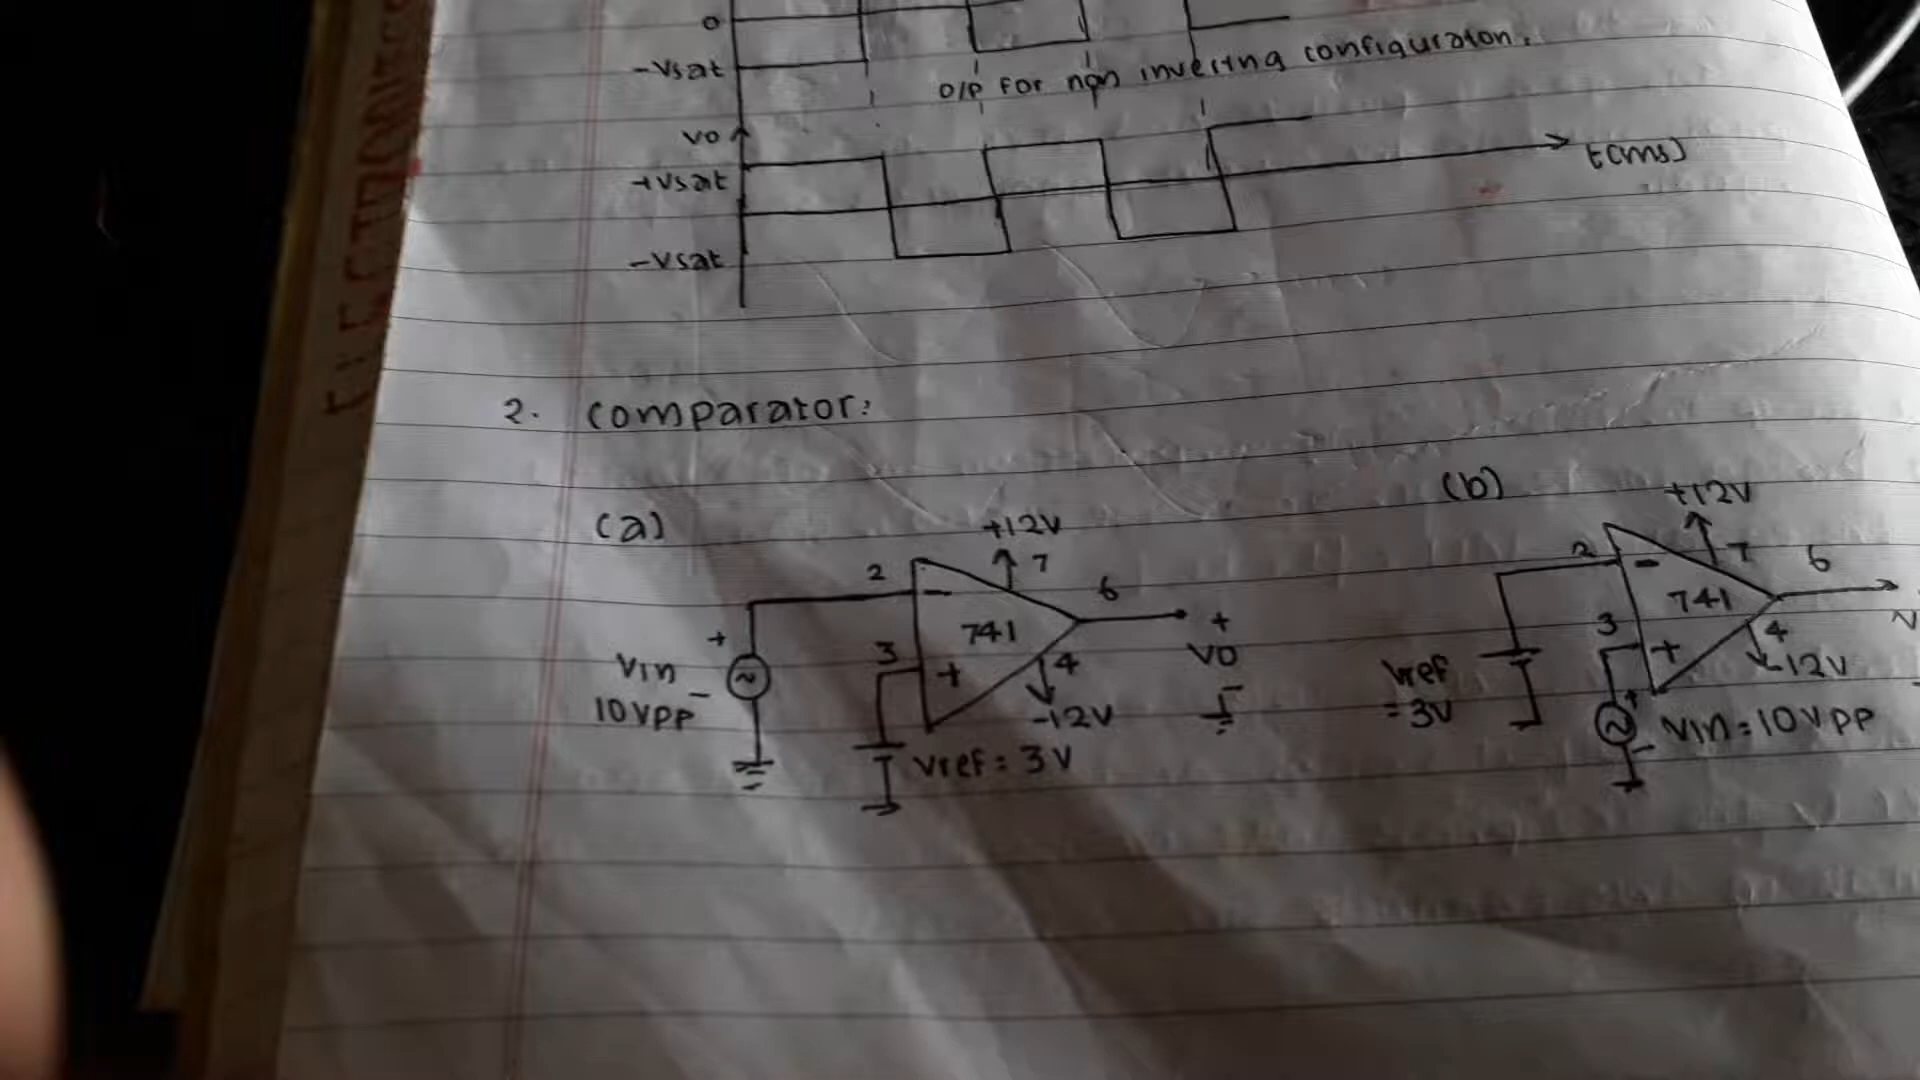 0
-Vsat
O/P For non inverting configuraton.
Vo
+Vsat
t(ms)
-Vsat
2. comparator:
(a)
+12V
2
7
-
6
741
3
+
4
-12V
+
Vin
-
10Vpp
+
Vo
-
Vref = 3V
(b)
+12V
2
7
-
6
741
3
+
4
-12V
Vref
= 3V
+
-
Vin = 10Vpp